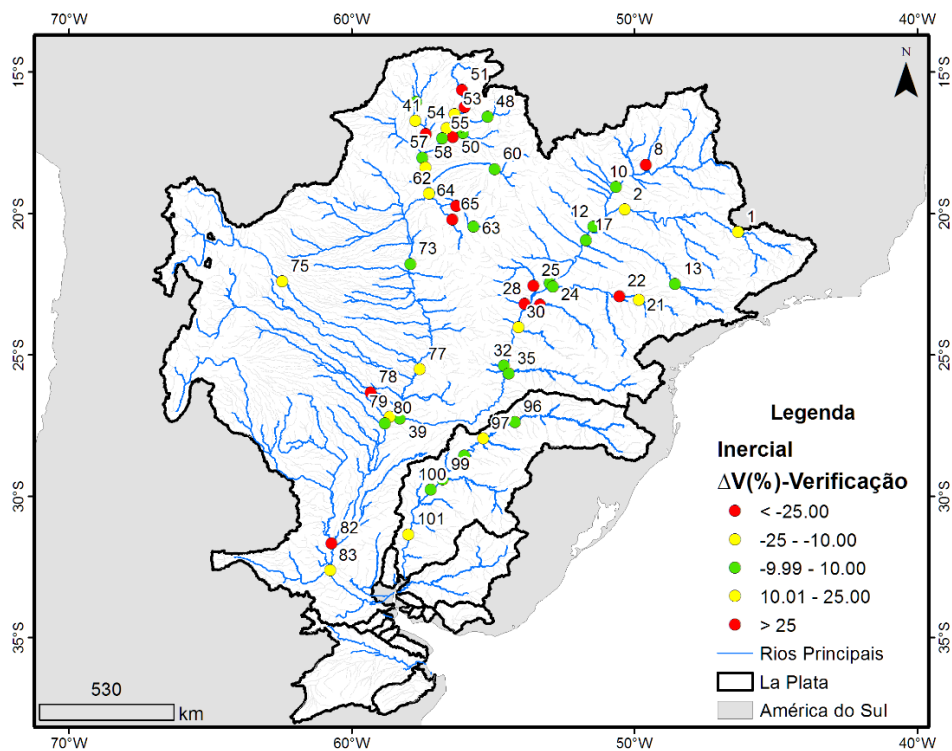 70°W
60°W
50°W
40°W
15°S
15°S
N
51
53
41
54
48
55
57
58
50
60
8
10
62
64
2
65
12
17
1
63
73
75
25
13
28
22
24
21
30
32
35
77
78
79
80
39
96
97
99
100
101
82
83
20°S
20°S
25°S
25°S
30°S
30°S
35°S
35°S
Legenda
Inercial
ΔV(%)-Verificação
< -25.00
-25 - -10.00
-9.99 - 10.00
10.01 - 25.00
> 25
Rios Principais
La Plata
América do Sul
530
km
70°W
60°W
50°W
40°W